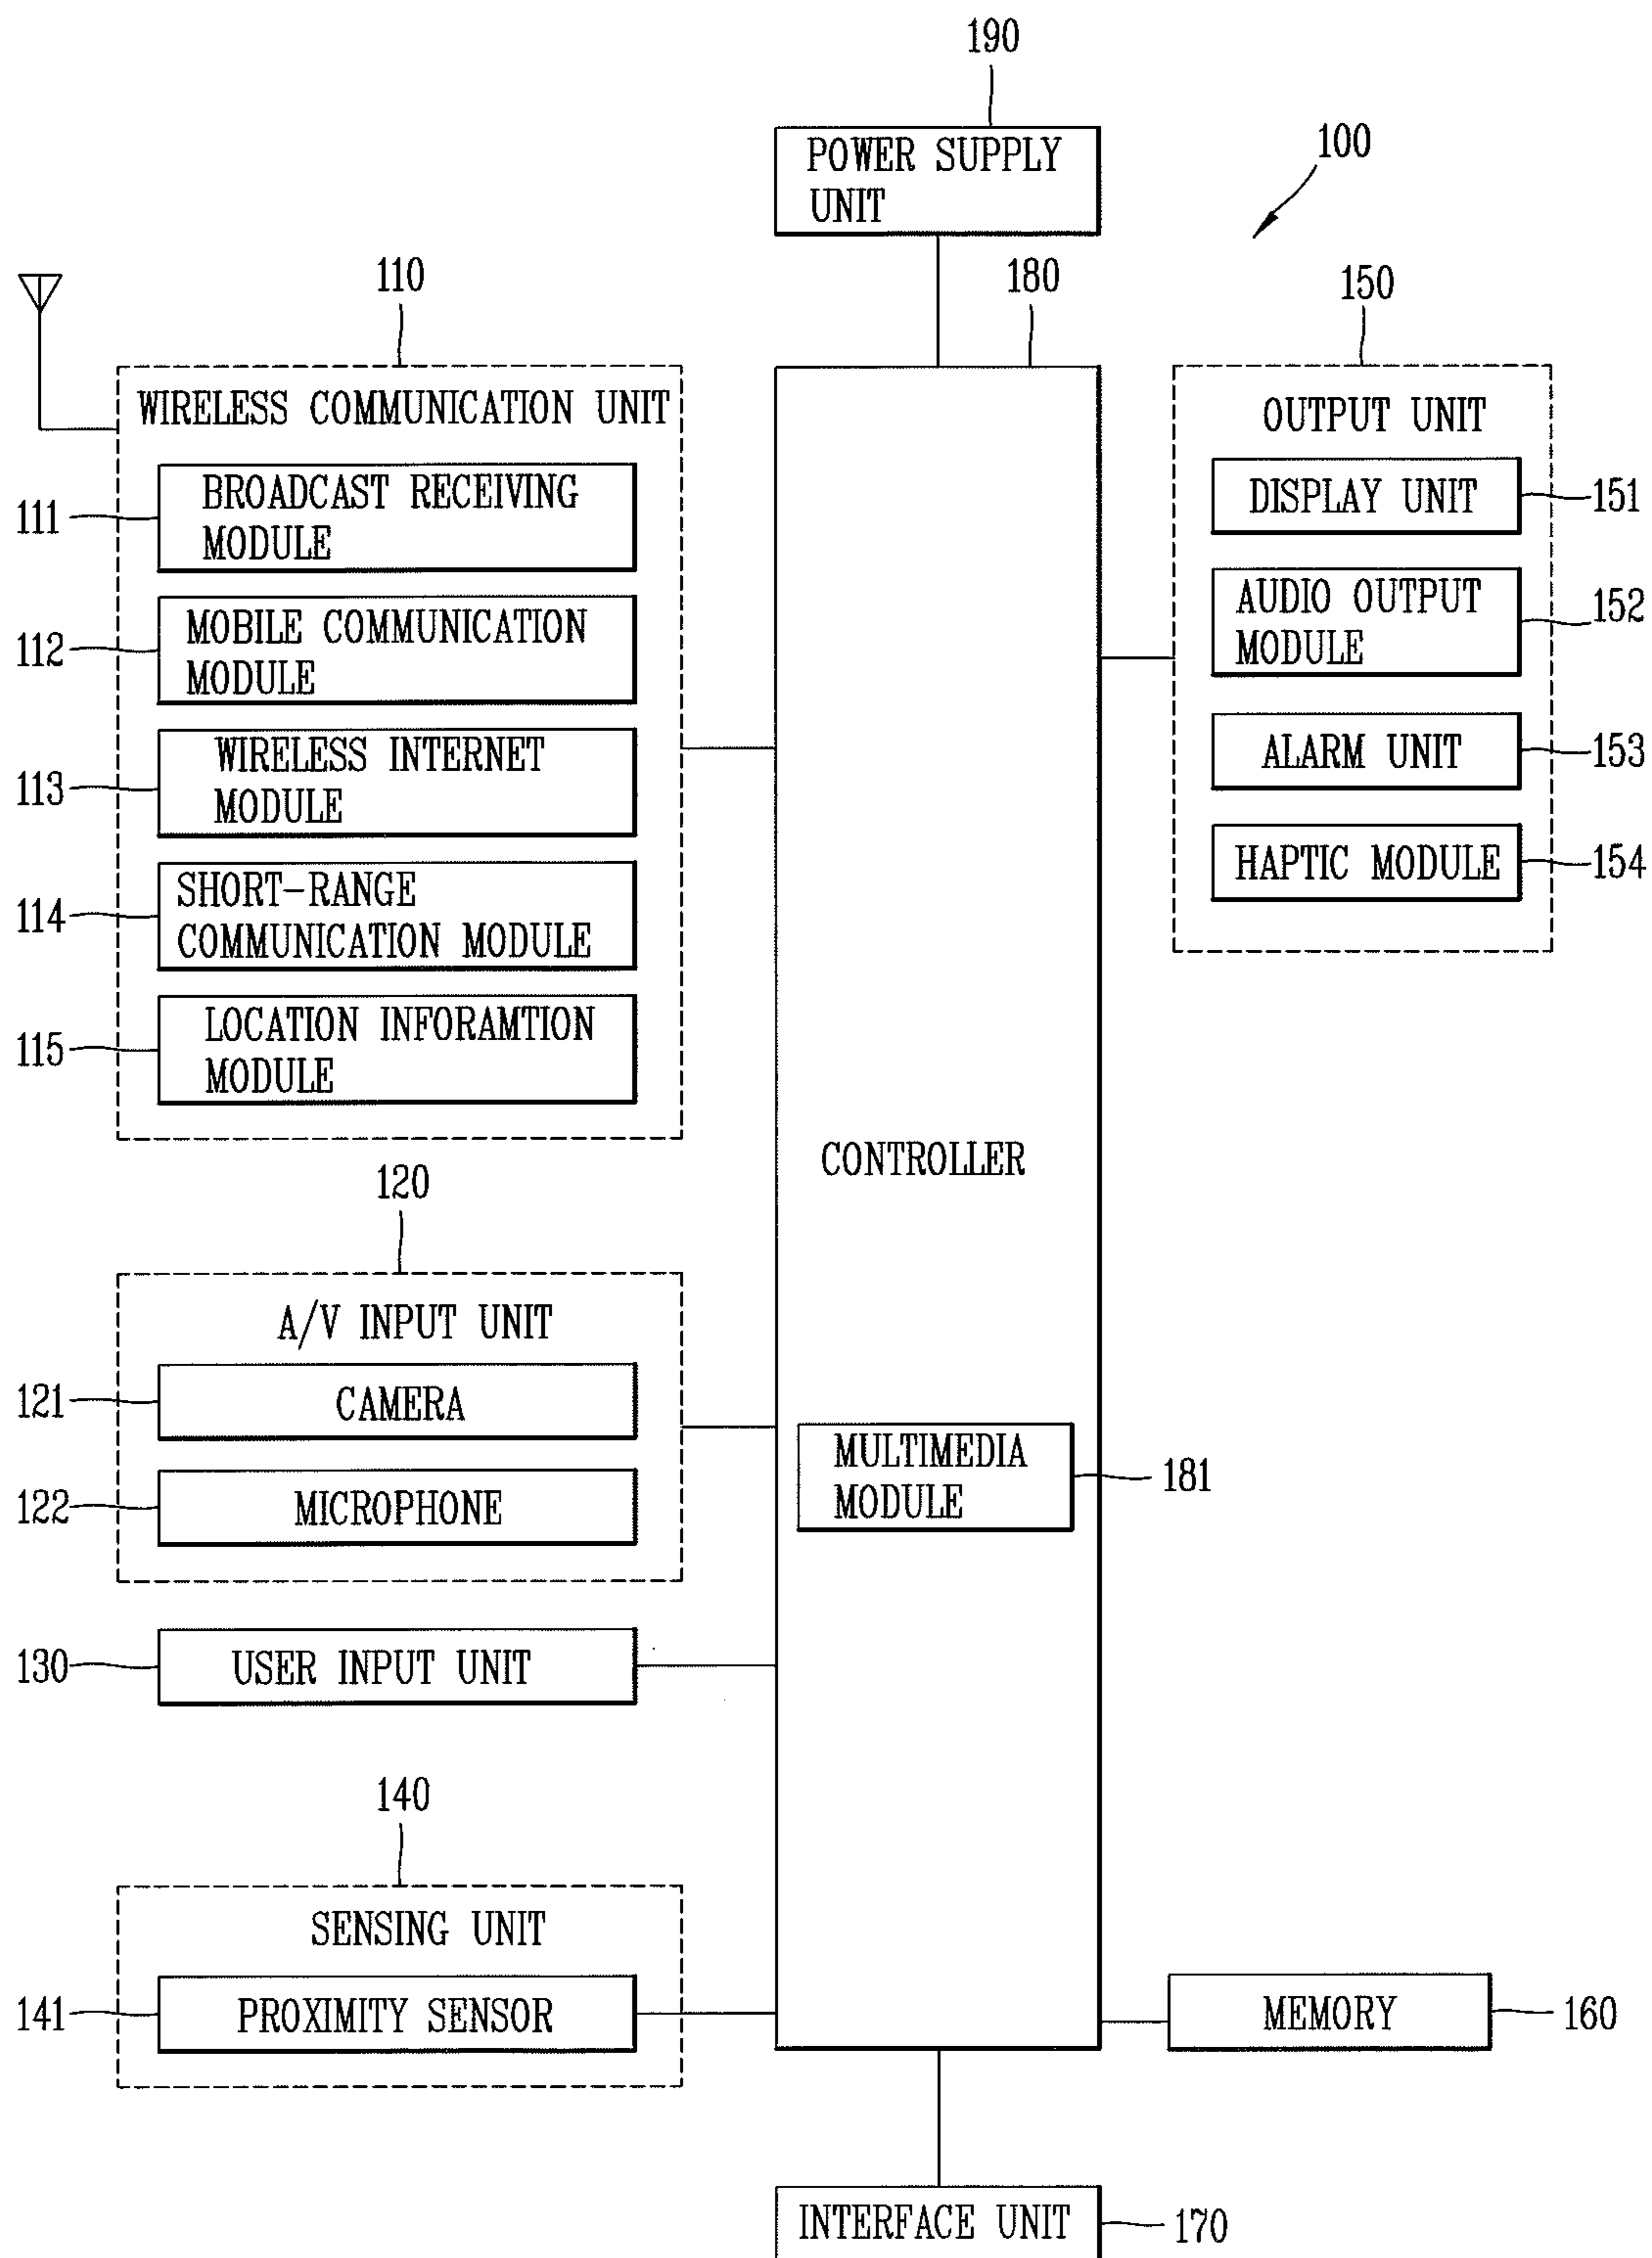 190
POWER SUPPLY
UNIT
100
110
180
150
WIRELESS COMMUNICATION UNIT
111
BROADCAST RECEIVING
MODULE
112
MOBILE COMMUNICATION
MODULE
113
WIRELESS INTERNET
MODULE
114
SHORT-RANGE
COMMUNICATION MODULE
115
LOCATION INFORAMTION
MODULE
OUTPUT UNIT
DISPLAY UNIT
151
AUDIO OUTPUT
MODULE
152
ALARM UNIT
153
HAPTIC MODULE
154
CONTROLLER
120
A/V INPUT UNIT
121
CAMERA
122
MICROPHONE
MULTIMEDIA
MODULE
181
130
USER INPUT UNIT
140
SENSING UNIT
141
PROXIMITY SENSOR
MEMORY
160
INTERFACE UNIT
170